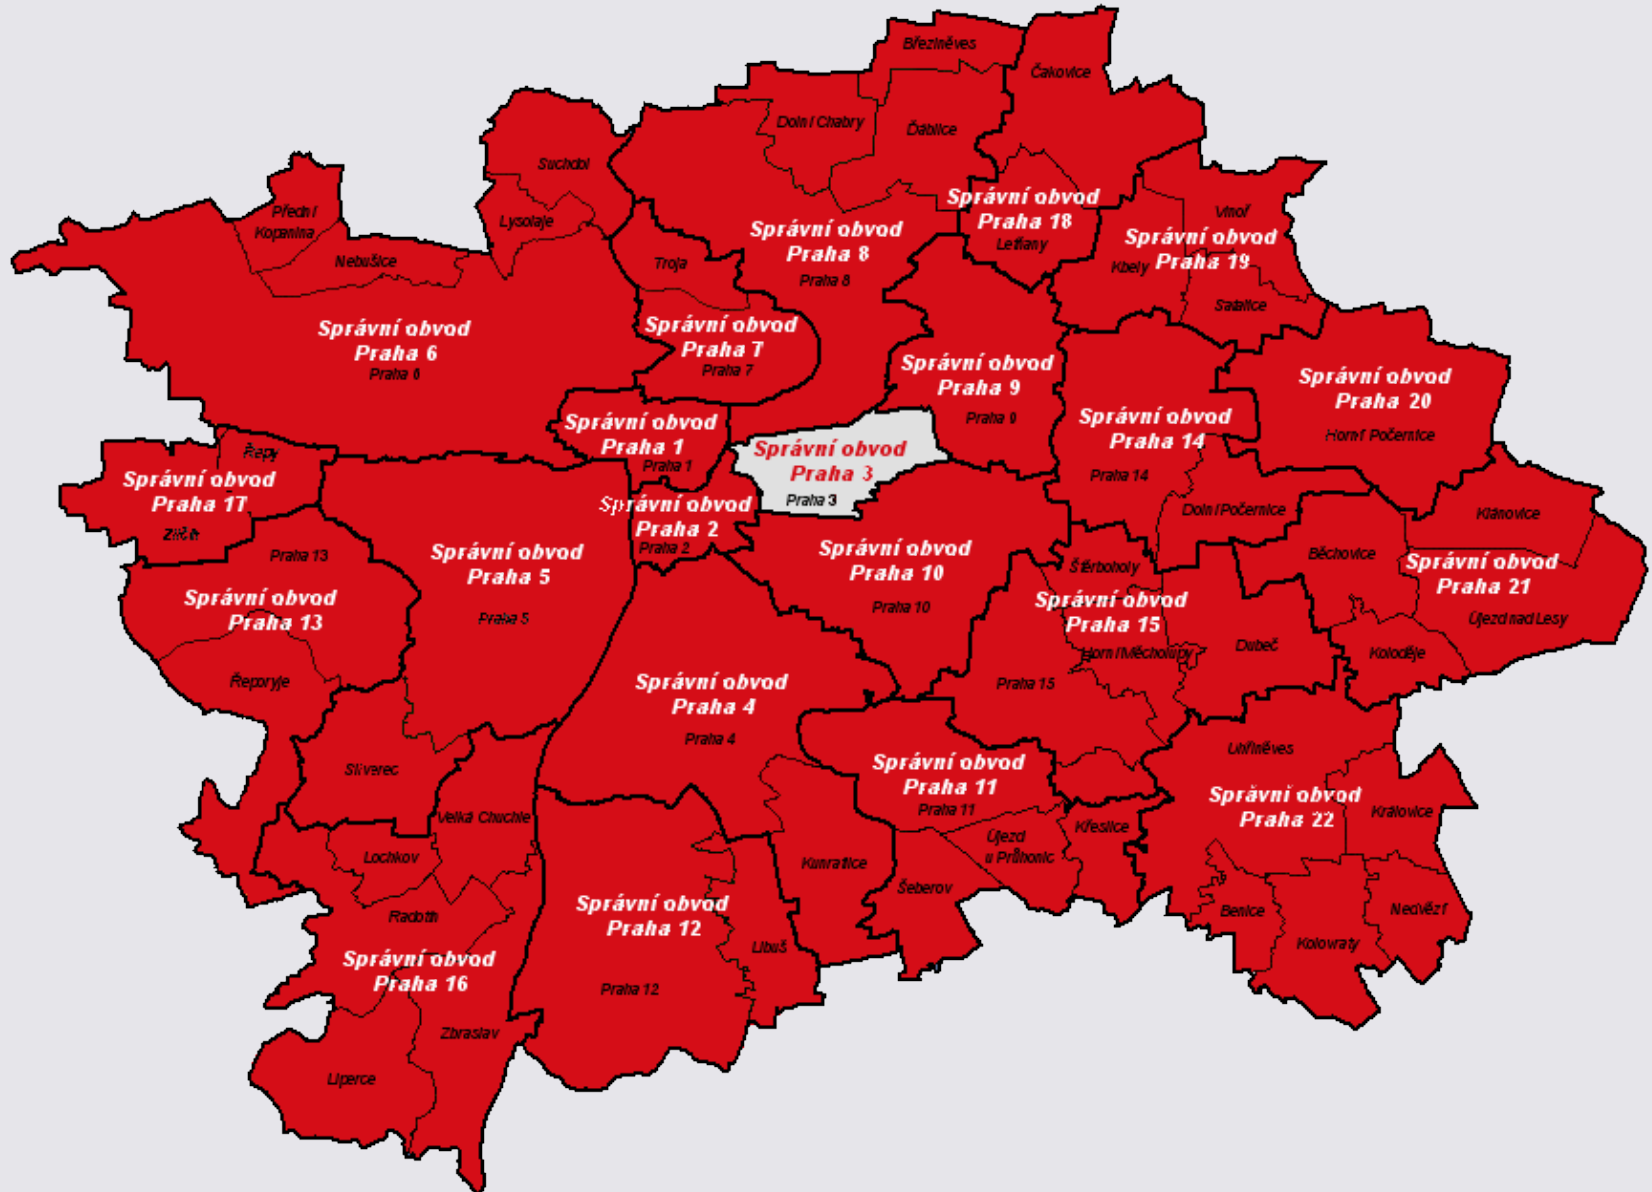 Březiněves
Čakovice
Dolní Chabry
Ďáblice
Suchdol
Přední
Kopanina
Lysolaje
Nebušice
Troja
Správní obvod
Praha 8
Praha 8
Správní obvod
Praha 18
Letňany
Vinoř
Správní obvod
Praha 19
Kbely
Satalice
Správní obvod
Praha 6
Praha 6
Správní obvod
Praha 7
Praha 7
Správní obvod
Praha 9
Praha 9
Správní obvod
Praha 20
Horní Počernice
Správní obvod
Praha 1
Praha 1
Správní obvod
Praha 3
Praha 3
Správní obvod
Praha 14
Praha 14
Řepy
Správní obvod
Praha 17
Zličín
Správní obvod
Praha 2
Praha 2
Dolní Počernice
Klánovice
Praha 13
Správní obvod
Praha 13
Řeporyje
Správní obvod
Praha 5
Praha 5
Správní obvod
Praha 10
Praha 10
Štěrboholy
Běchovice
Správní obvod
Praha 21
Újezd nad Lesy
Správní obvod
Praha 15
Horní Měcholupy
Praha 15
Dubeč
Koloděje
Správní obvod
Praha 4
Praha 4
Slivenec
Velká Chuchle
Lochkov
Správní obvod
Praha 11
Praha 11
Uhříněves
Správní obvod
Praha 22
Královice
Křeslice
Újezd
u Průhonic
Kunratice
Šeberov
Radotín
Správní obvod
Praha 16
Správní obvod
Praha 12
Praha 12
Libuš
Benice
Kolovraty
Nedvězí
Zbraslav
Lipence